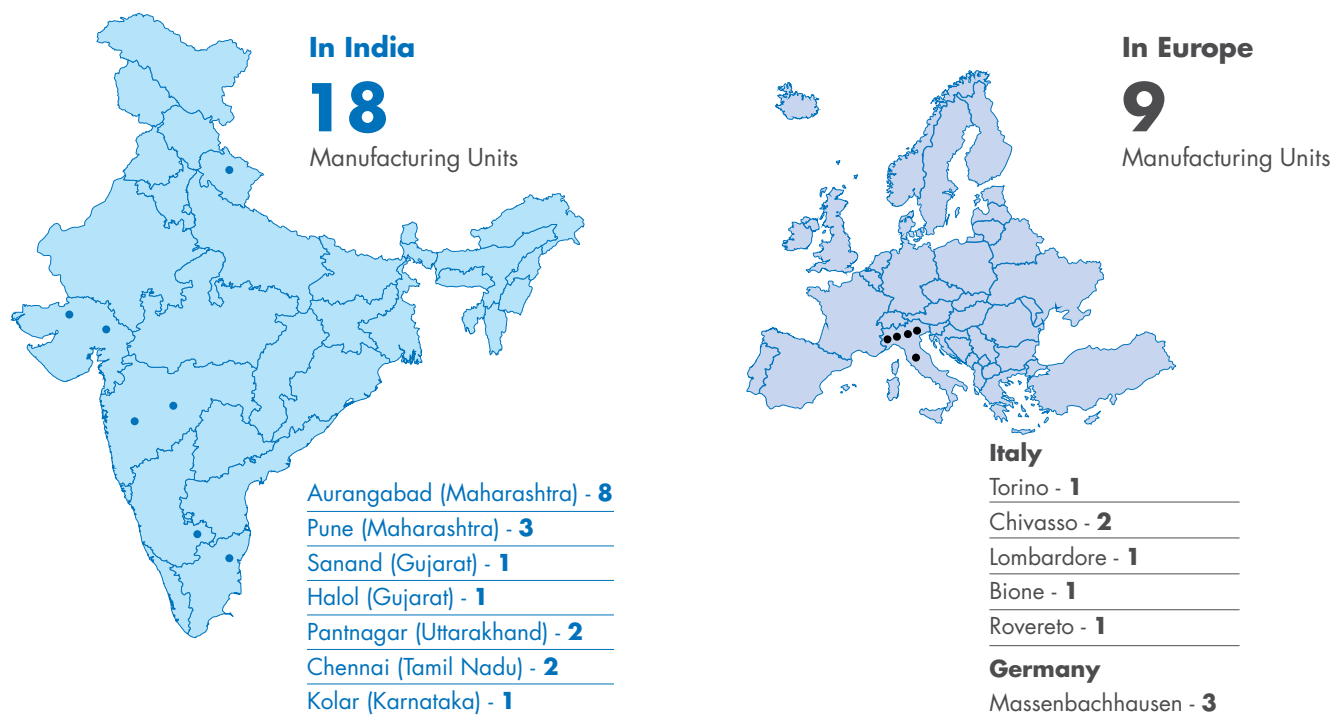 In India
18
Manufacturing Units
Aurangabad (Maharashtra) - 8
Pune (Maharashtra) - 3
Sanand (Gujarat) - 1
Halol (Gujarat) - 1
Pantnagar (Uttarakhand) - 2
Chennai (Tamil Nadu) - 2
Kolar (Karnataka) - 1
In Europe
9
Manufacturing Units
Italy
Torino - 1
Chivasso - 2
Lombardore - 1
Bione - 1
Rovereto - 1
Germany
Massenbachhausen - 3